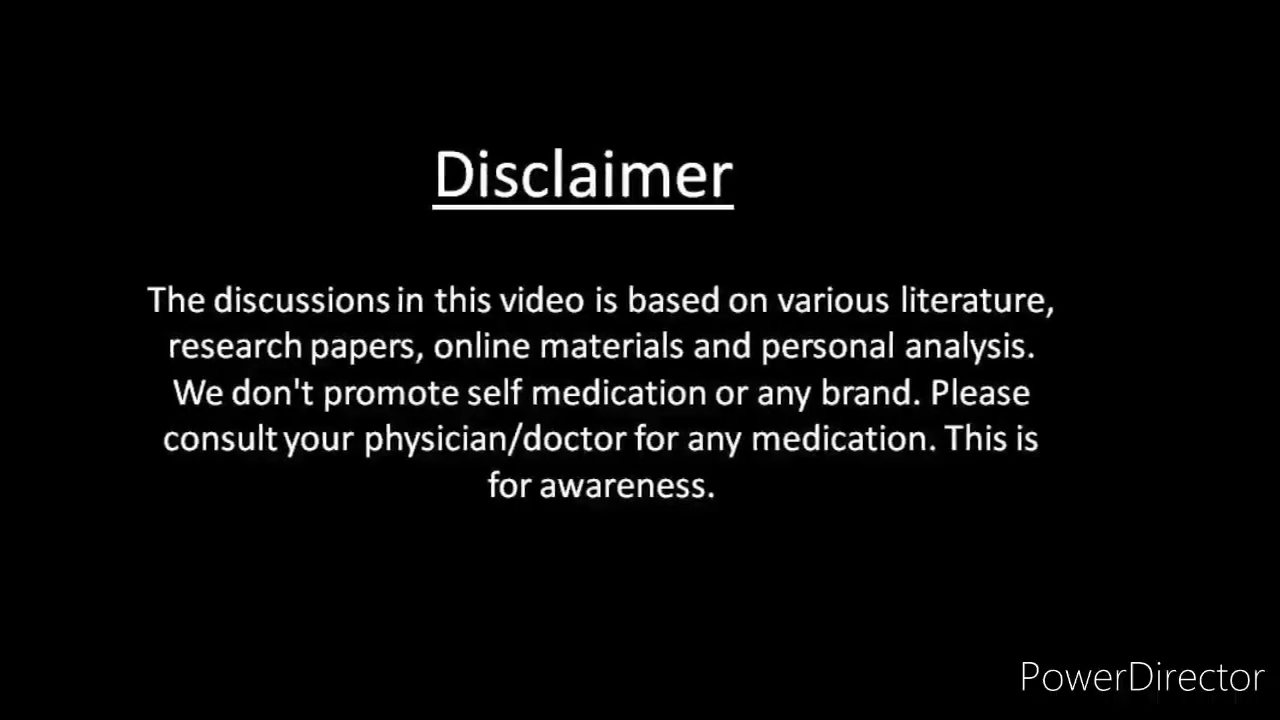 Disclaimer
The discussions in this video is based on various literature,
research papers, online materials and personal analysis.
We don't promote self medication or any brand. Please
consult your physician/doctor for any medication. This is
for awareness.
PowerDirector